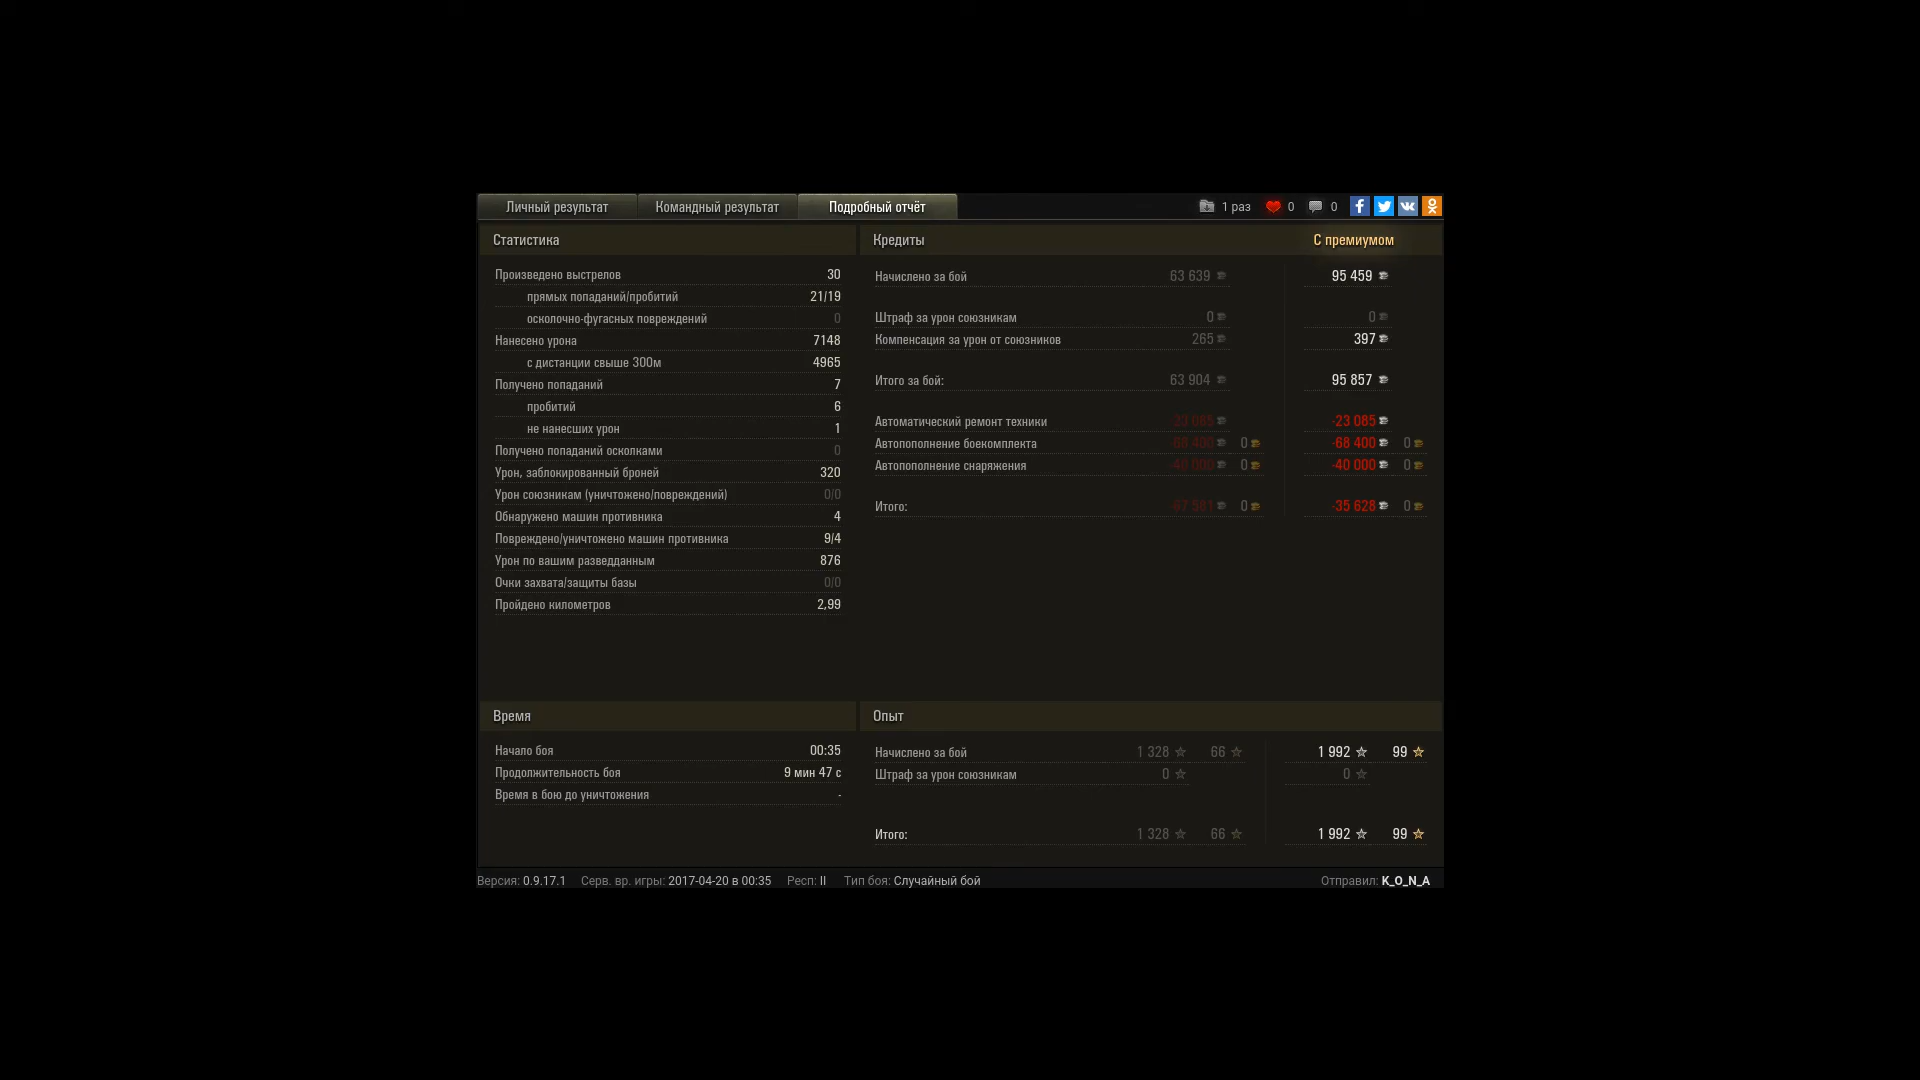 Личный результат Командный результат Подробный отчёт 1 раз 0 0
Статистика
Произведено выстрелов 30
прямых попаданий/пробитий 21/19
осколочно-фугасных повреждений 0
Нанесено урона 7148
с дистанции свыше 300м 4965
Получено попаданий 7
пробитий 6
не нанесших урон 1
Получено попаданий осколками 0
Урон, заблокированный броней 320
Урон союзникам (уничтожено/повреждений) 0/0
Обнаружено машин противника 4
Повреждено/уничтожено машин противника 9/4
Урон по вашим разведданным 876
Очки захвата/защиты базы 0/0
Пройдено километров 2,99
Кредиты С премиумом
Начислено за бой 63 639 95 459
Штраф за урон союзникам 0 0
Компенсация за урон от союзников 265 397
Итого за бой: 63 904 95 857
Автоматический ремонт техники -23 085 -23 085
Автопополнение боекомплекта -68 400 0 -68 400 0
Автопополнение снаряжения -40 000 0 -40 000 0
Итого: -67 581 0 -35 628 0
Время
Начало боя 00:35
Продолжительность боя 9 мин 47 с
Время в бою до уничтожения -
Опыт
Начислено за бой 1 328 66 1 992 99
Штраф за урон союзникам 0 0
Итого: 1 328 66 1 992 99
Версия: 0.9.17.1 Серв. вр. игры: 2017-04-20 в 00:35 Респ: II Тип боя: Случайный бой Отправил: K_O_N_A